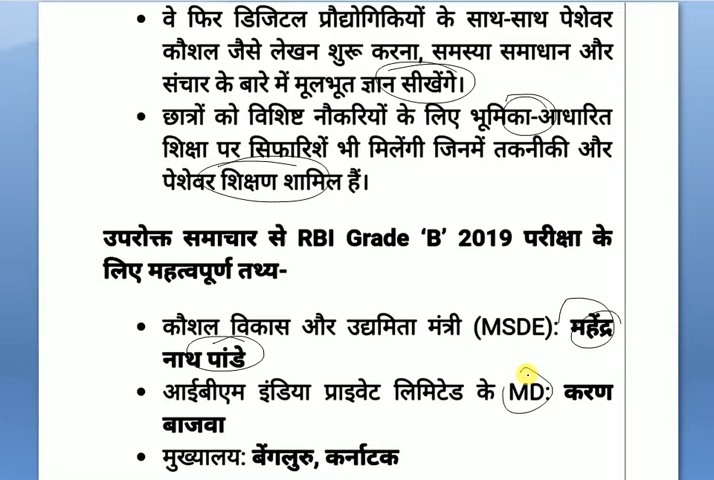 • वे फिर डिजिटल प्रौद्योगिकियों के साथ-साथ पेशेवर
कौशल जैसे लेखन शुरू करना, समस्या समाधान और
संचार के बारे में मूलभूत ज्ञान सीखेंगे।
• छात्रों को विशिष्ट नौकरियों के लिए भूमिका-आधारित
शिक्षा पर सिफारिशें भी मिलेंगी जिनमें तकनीकी और
पेशेवर शिक्षण शामिल हैं।
उपरोक्त समाचार से RBI Grade ‘B’ 2019 परीक्षा के
लिए महत्वपूर्ण तथ्य-
• कौशल विकास और उद्यमिता मंत्री (MSDE): महेंद्र
नाथ पांडे
• आईबीएम इंडिया प्राइवेट लिमिटेड के MD: करण
बाजवा
• मुख्यालय: बेंगलुरु, कर्नाटक